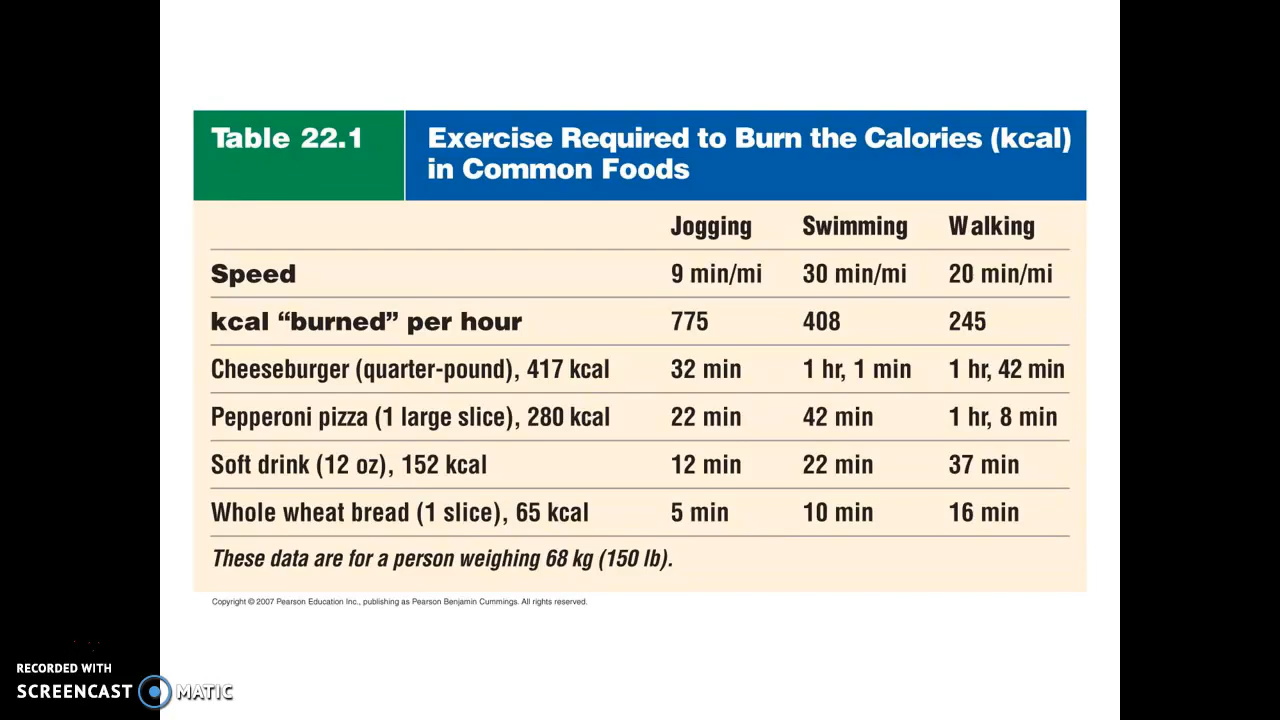 Table 22.1
Exercise Required to Burn the Calories (kcal)
in Common Foods
Jogging Swimming Walking
Speed 9 min/mi 30 min/mi 20 min/mi
kcal “burned” per hour 775 408 245
Cheeseburger (quarter-pound), 417 kcal 32 min 1 hr, 1 min 1 hr, 42 min
Pepperoni pizza (1 large slice), 280 kcal 22 min 42 min 1 hr, 8 min
Soft drink (12 oz), 152 kcal 12 min 22 min 37 min
Whole wheat bread (1 slice), 65 kcal 5 min 10 min 16 min
These data are for a person weighing 68 kg (150 lb).
Copyright © 2007 Pearson Education Inc., publishing as Pearson Benjamin Cummings. All rights reserved.
RECORDED WITH
SCREENCAST MATIC